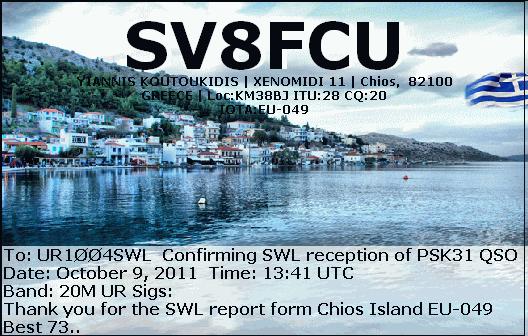 SV8FCU
YIANNIS KOUTOUKIDIS | XENOMIDI 11 | Chios, 82100
GREECE | Loc:KM38BJ ITU:28 CQ:20
IOTA:EU-049
To: UR1ØØ4SWL Confirming SWL reception of PSK31 QSO
Date: October 9, 2011 Time: 13:41 UTC
Band: 20M UR Sigs:
Thank you for the SWL report form Chios Island EU-049
Best 73..